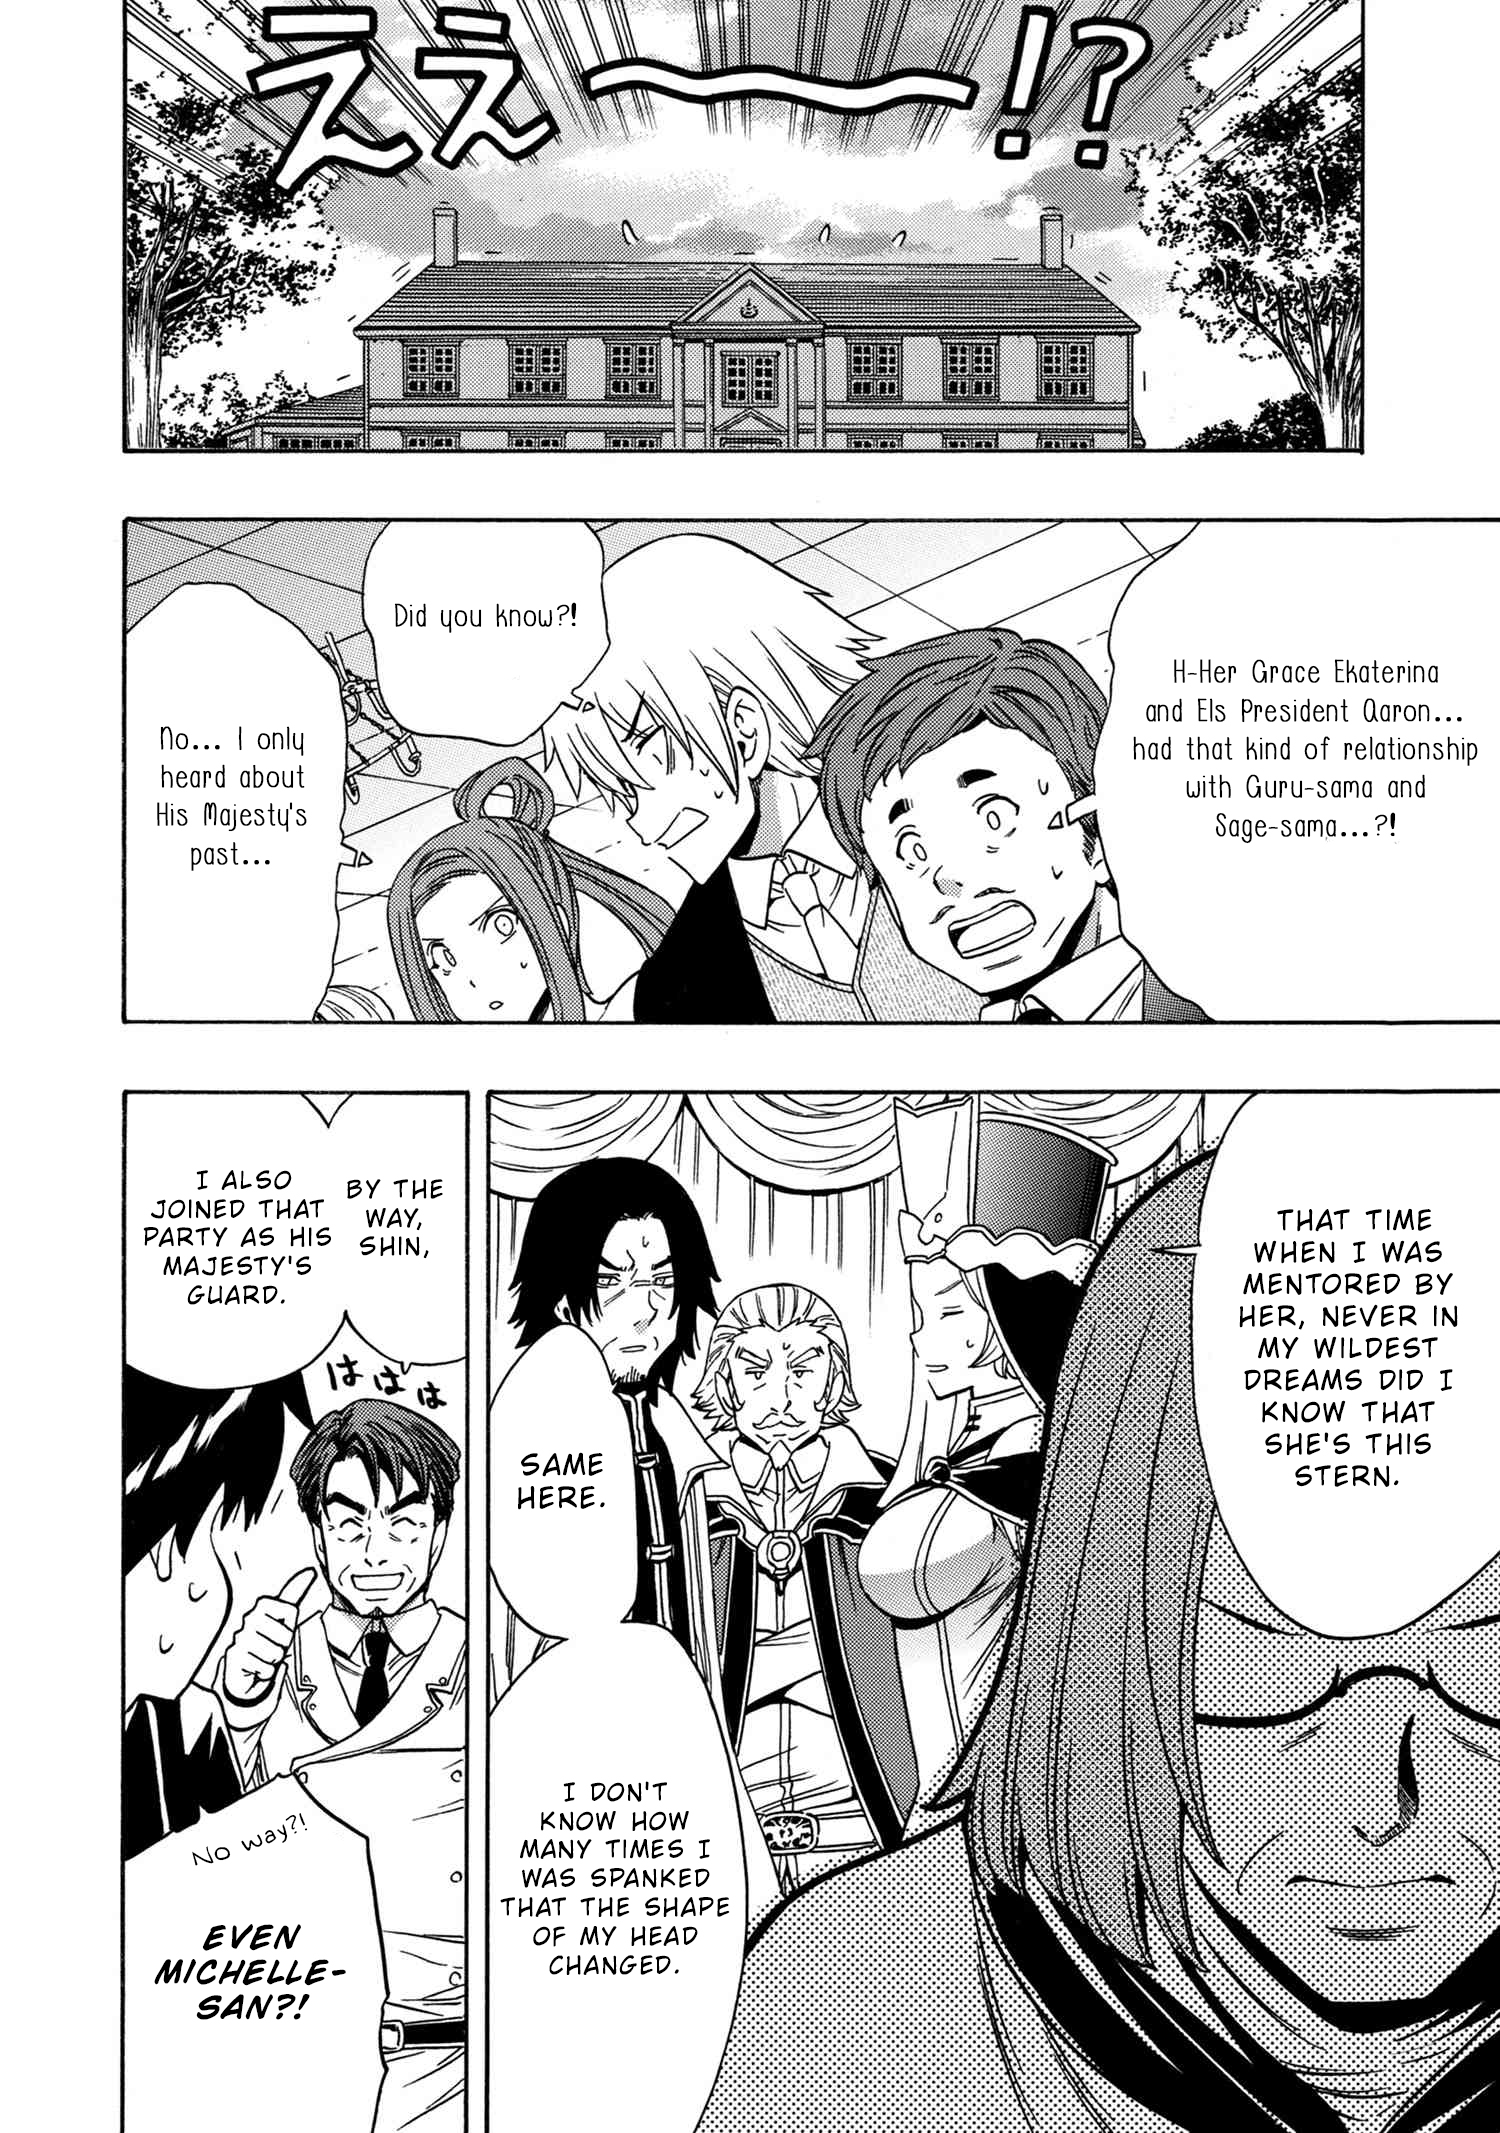 えぇ〜〜!?
H-Her Grace Ekaterina
and Els President Aaron...
had that kind of relationship
with Guru-sama and
Sage-sama...?!
Did you know?!
No... I only
heard about
His Majesty's
past...
THAT TIME
WHEN I WAS
MENTORED BY
HER, NEVER IN
MY WILDEST
DREAMS DID I
KNOW THAT
SHE'S THIS
STERN.
SAME
HERE.
I DON'T
KNOW HOW
MANY TIMES I
WAS SPANKED
THAT THE SHAPE
OF MY HEAD
CHANGED.
BY THE
WAY,
SHIN,
I ALSO
JOINED THAT
PARTY AS HIS
MAJESTY'S
GUARD.
はははは
No way?!
EVEN
MICHELLE-
SAN?!